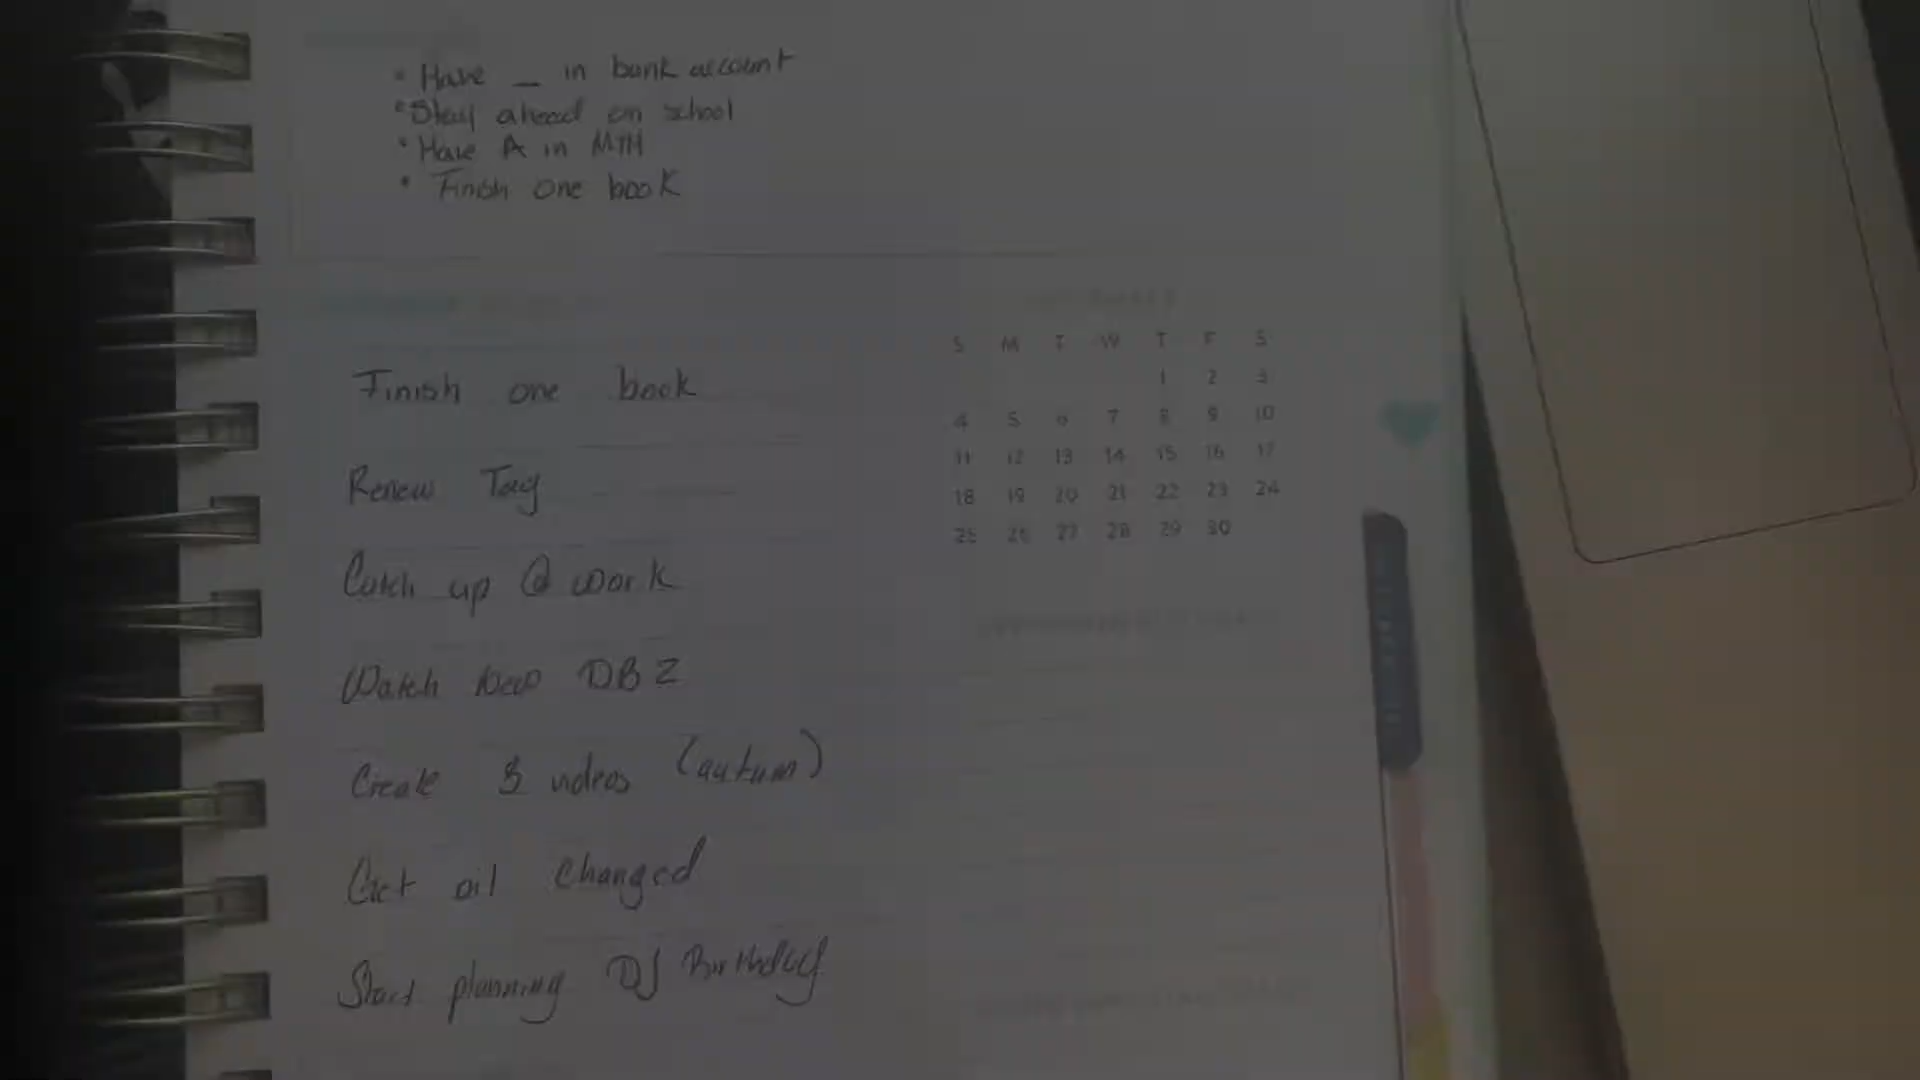 • Have _ in bank account
• Stay ahead on school
• Have A in MTH
• Finish one book
Finish one book
Renew Tag
Catch up @ work
Watch new DBZ
Create 8 videos (autum)
Get oil changed
Start planning DJ Birthday
S M T W T F S
1 2 3
4 5 6 7 8 9 10
11 12 13 14 15 16 17
18 19 20 21 22 23 24
25 26 27 28 29 30